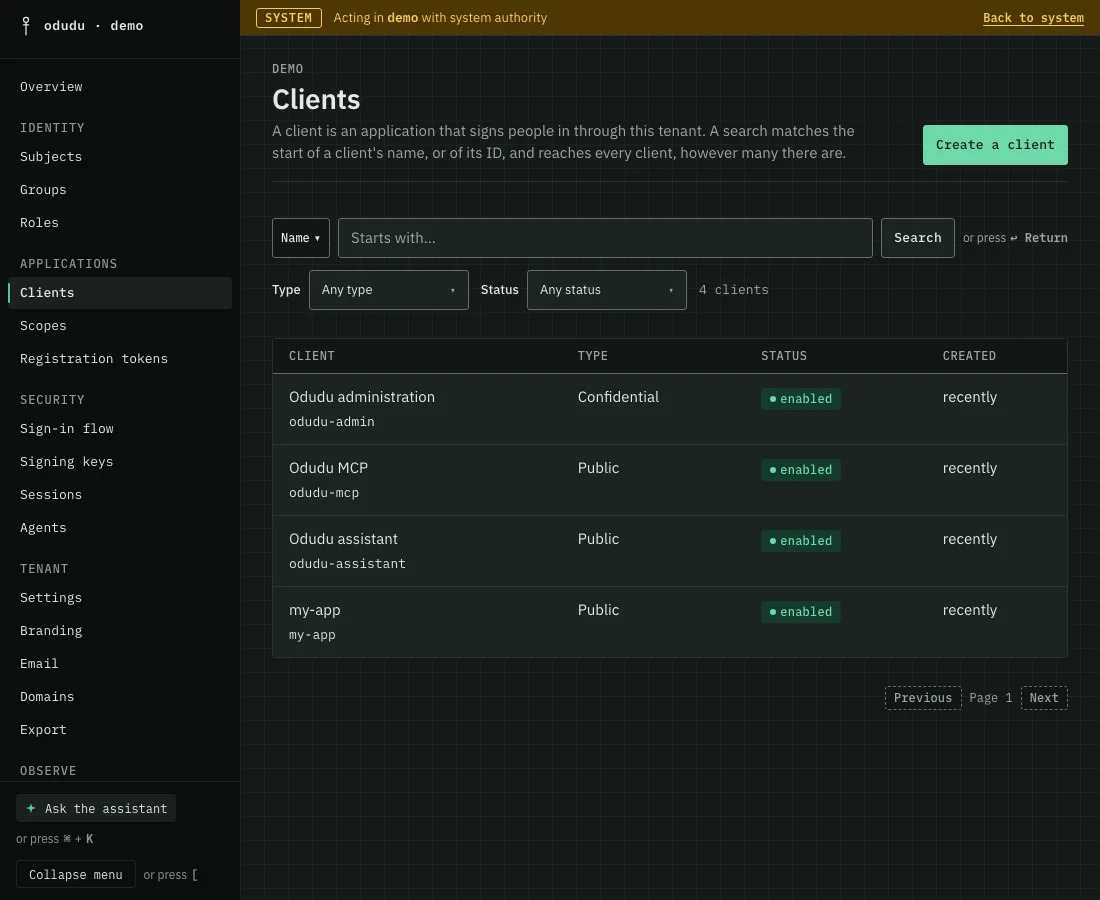 odudu · demo
SYSTEM Acting in demo with system authority Back to system
Overview
IDENTITY
Subjects
Groups
Roles
APPLICATIONS
Clients
Scopes
Registration tokens
SECURITY
Sign-in flow
Signing keys
Sessions
Agents
TENANT
Settings
Branding
Email
Domains
Export
OBSERVE
Ask the assistant
or press ⌘ + K
Collapse menu or press [
DEMO
Clients
A client is an application that signs people in through this tenant. A search matches the
start of a client's name, or of its ID, and reaches every client, however many there are.
Create a client
Name ▾ Starts with... Search or press ↩ Return
Type Any type ▾ Status Any status ▾ 4 clients
CLIENT TYPE STATUS CREATED
Odudu administration Confidential enabled recently
odudu-admin
Odudu MCP Public enabled recently
odudu-mcp
Odudu assistant Public enabled recently
odudu-assistant
my-app Public enabled recently
my-app
Previous Page 1 Next